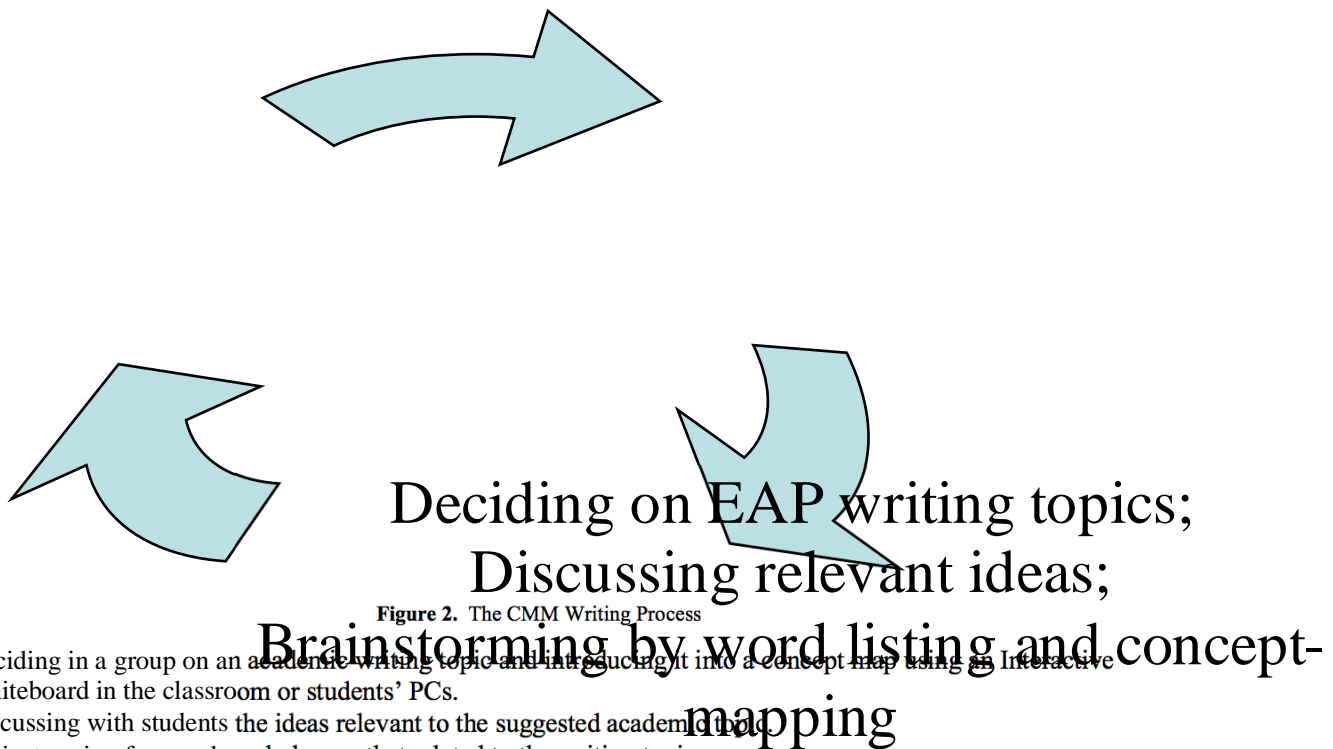 Deciding on EAP writing topics;
Discussing relevant ideas;
Brainstorming by word listing and concept-
mapping
Figure 2. The CMM Writing Process
ciding in a group on an academic writing topic and introducing it into a concept map using an Interactive
iteboard in the classroom or students’ PCs.
cussing with students the ideas relevant to the suggested academic topic.